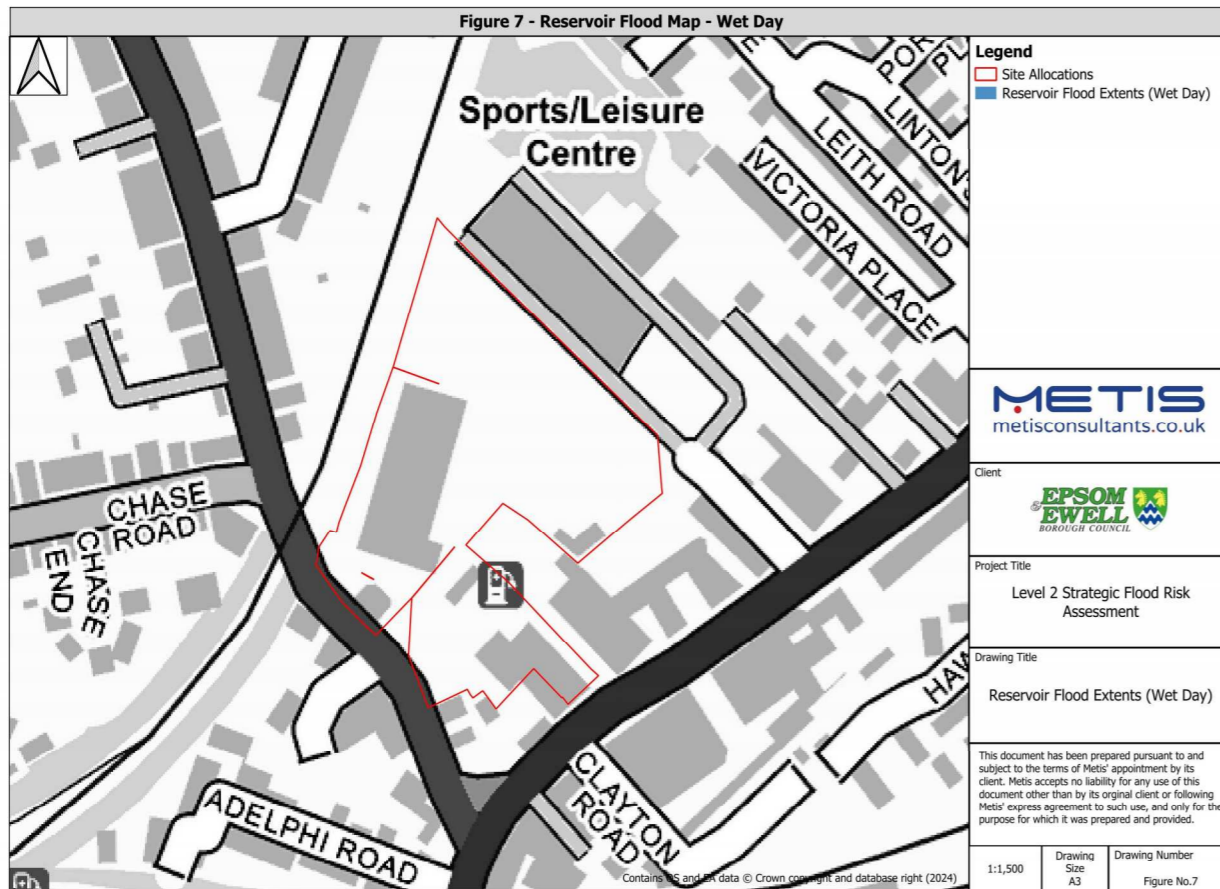 Figure 7 - Reservoir Flood Map - Wet Day
Sports/Leisure
Centre
LEITH ROAD
VICTORIA PLACE
CHASE
ROAD
CHASE
END
ADELPHI ROAD
CLAYTON
ROAD
Contains OS and EA data © Crown copyright and database right (2024)
Legend
Site Allocations
Reservoir Flood Extents (Wet Day)
METIS
metisconsultants.co.uk
Client
EPSOM
& EWELL
BOROUGH COUNCIL
Project Title
Level 2 Strategic Flood Risk
Assessment
Drawing Title
Reservoir Flood Extents (Wet Day)
This document has been prepared pursuant to and
subject to the terms of Metis' appointment by its
client. Metis accepts no liability for any use of this
document other than by its orginal client or following
Metis' express agreement to such use, and only for the
purpose for which it was prepared and provided.
1:1,500
Drawing
Size
A3
Drawing Number
Figure No.7